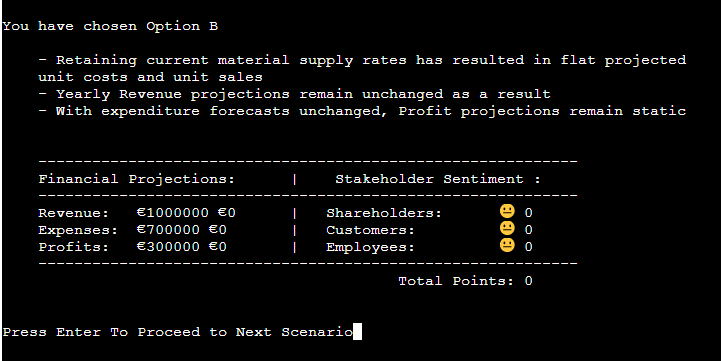 You have chosen Option B
- Retaining current material supply rates has resulted in flat projected
unit costs and unit sales
- Yearly Revenue projections remain unchanged as a result
- With expenditure forecasts unchanged, Profit projections remain static
------------------------------------------------------------
Financial Projections: | Stakeholder Sentiment :
------------------------------------------------------------
Revenue: €1000000 €0 | Shareholders: 😐 0
Expenses: €700000 €0 | Customers: 😐 0
Profits: €300000 €0 | Employees: 😐 0
------------------------------------------------------------
Total Points: 0
Press Enter To Proceed to Next Scenario